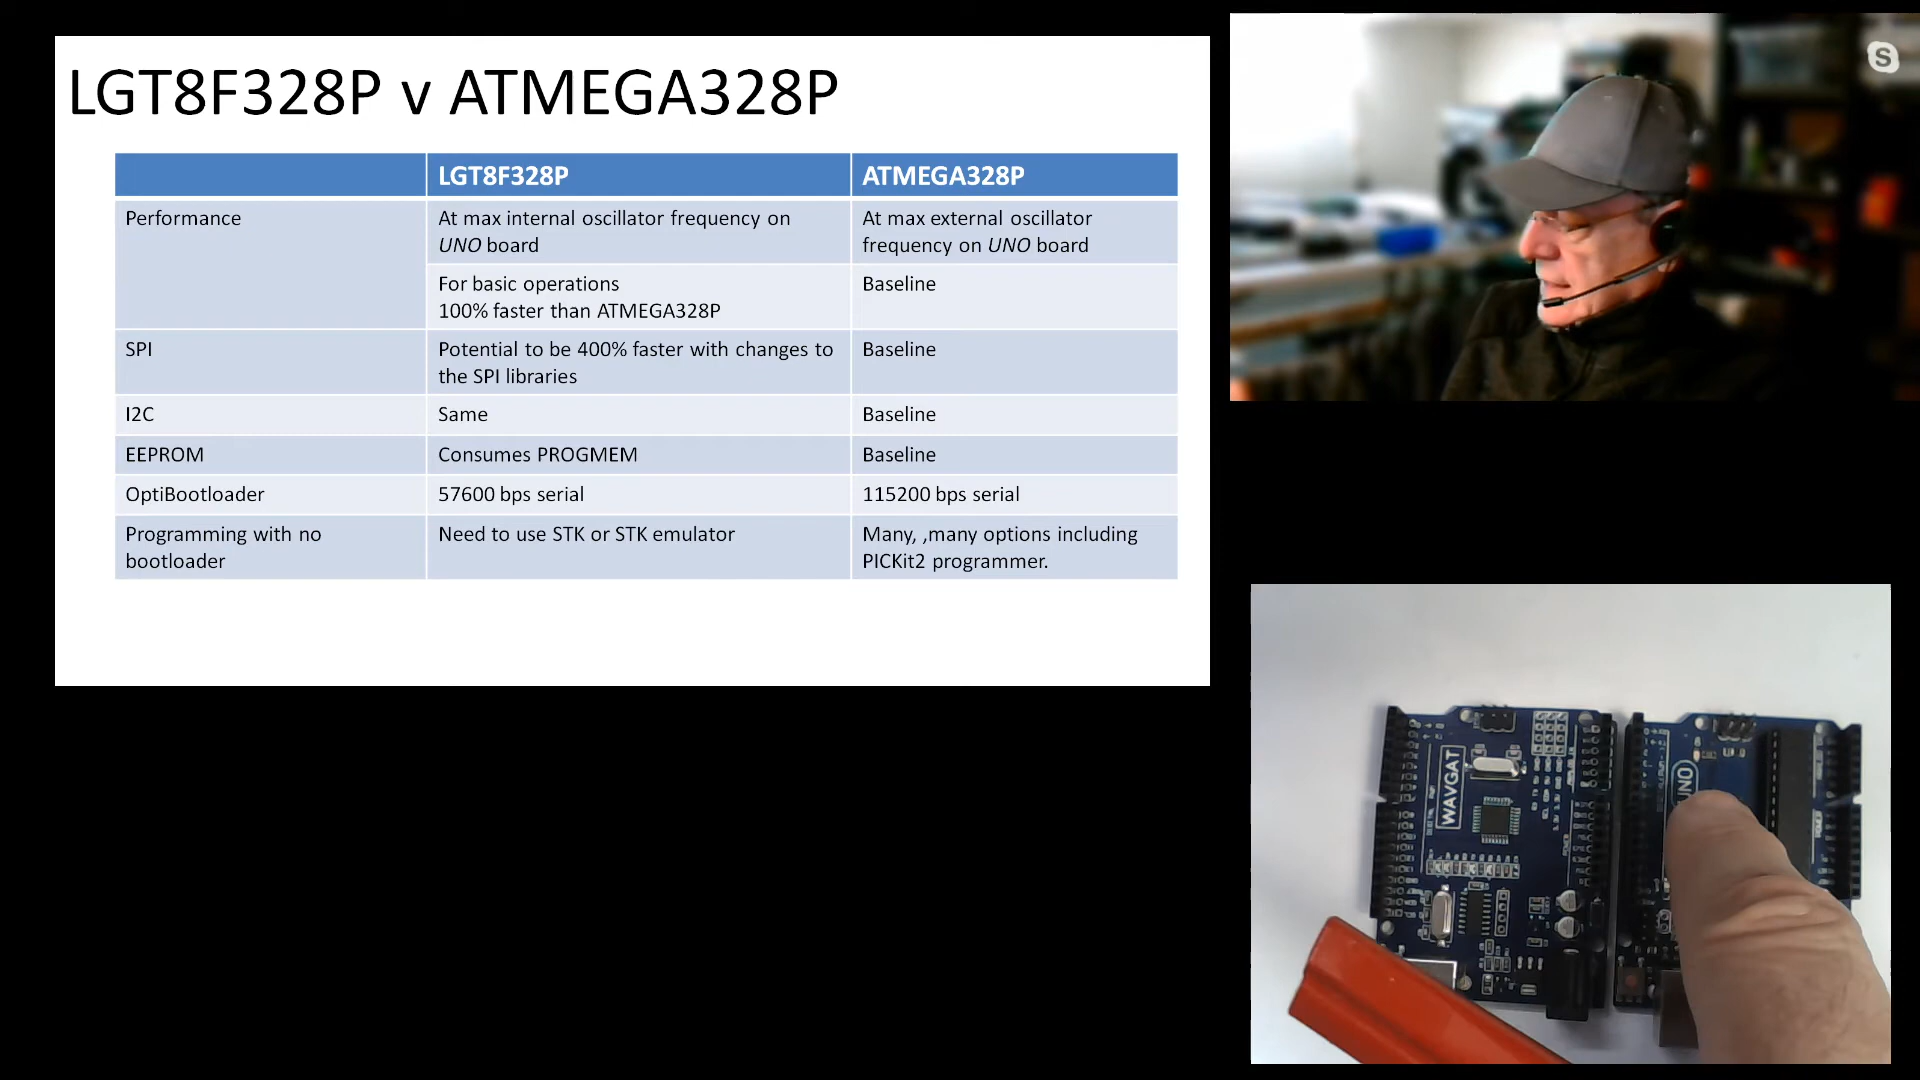 LGT8F328P v ATMEGA328P
LGT8F328P
ATMEGA328P
Performance
At max internal oscillator frequency on
UNO board
At max external oscillator
frequency on UNO board
For basic operations
100% faster than ATMEGA328P
Baseline
SPI
Potential to be 400% faster with changes to
the SPI libraries
Baseline
I2C
Same
Baseline
EEPROM
Consumes PROGMEM
Baseline
OptiBootloader
57600 bps serial
115200 bps serial
Programming with no
bootloader
Need to use STK or STK emulator
Many, ,many options including
PICKit2 programmer.
S
WAVGAT
UNO